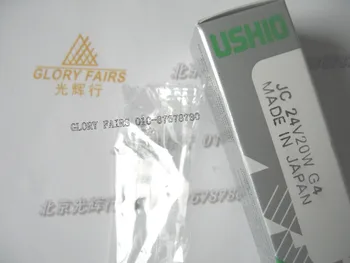 GLORY FAIRS
光辉行
GLORY FAIRS 010-87678790
USHIO
JC 24V20W G4
MADE IN JAPAN
北京光辉行